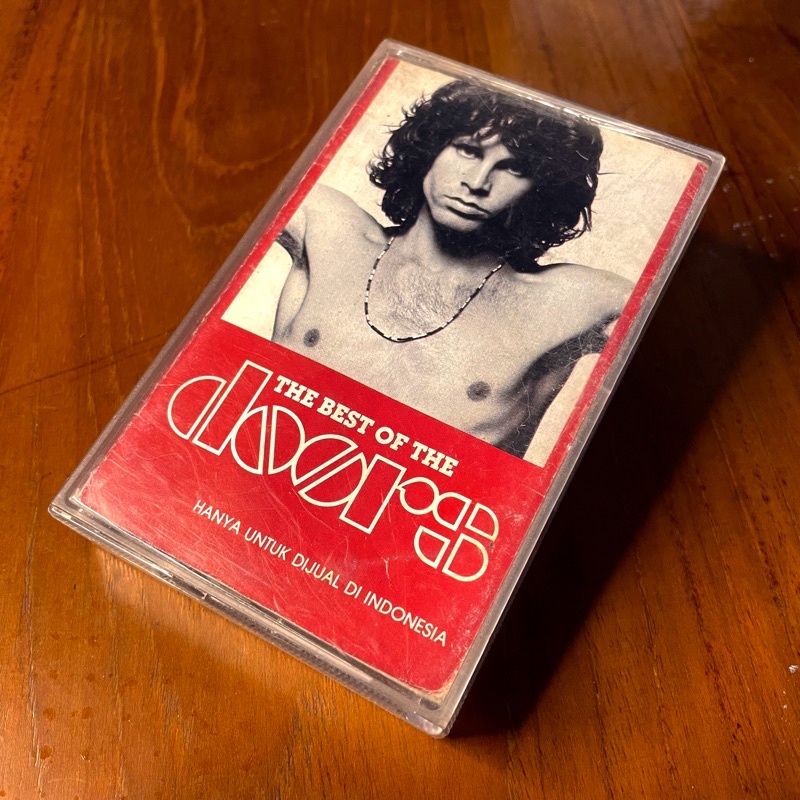 THE BEST OF THE
DOORS
HANYA UNTUK DIJUAL DI INDONESIA